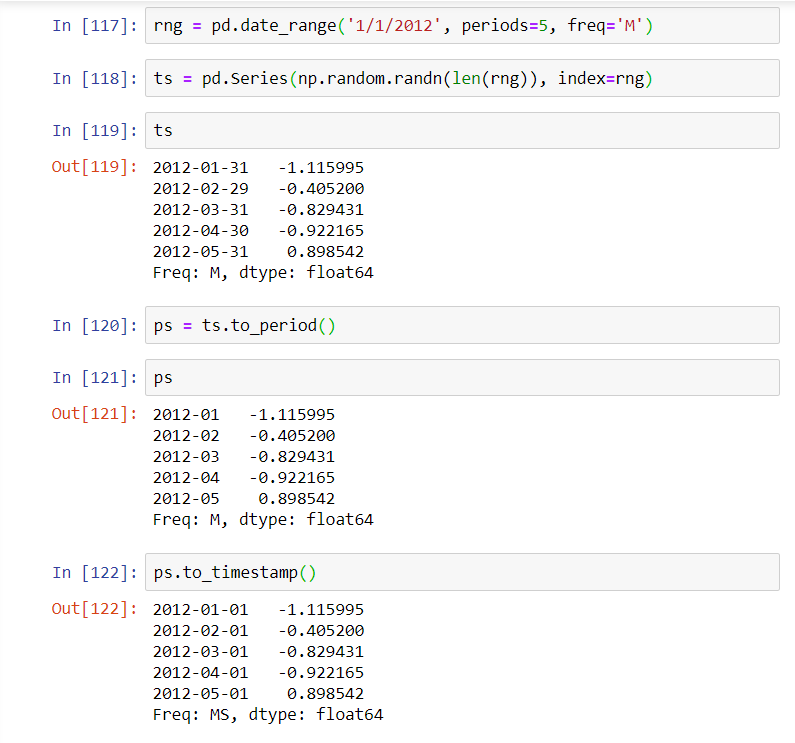 In [117]: rng = pd.date_range('1/1/2012', periods=5, freq='M')
In [118]: ts = pd.Series(np.random.randn(len(rng)), index=rng)
In [119]: ts
Out[119]: 2012-01-31   -1.115995
2012-02-29   -0.405200
2012-03-31   -0.829431
2012-04-30   -0.922165
2012-05-31    0.898542
Freq: M, dtype: float64
In [120]: ps = ts.to_period()
In [121]: ps
Out[121]: 2012-01   -1.115995
2012-02   -0.405200
2012-03   -0.829431
2012-04   -0.922165
2012-05    0.898542
Freq: M, dtype: float64
In [122]: ps.to_timestamp()
Out[122]: 2012-01-01   -1.115995
2012-02-01   -0.405200
2012-03-01   -0.829431
2012-04-01   -0.922165
2012-05-01    0.898542
Freq: MS, dtype: float64